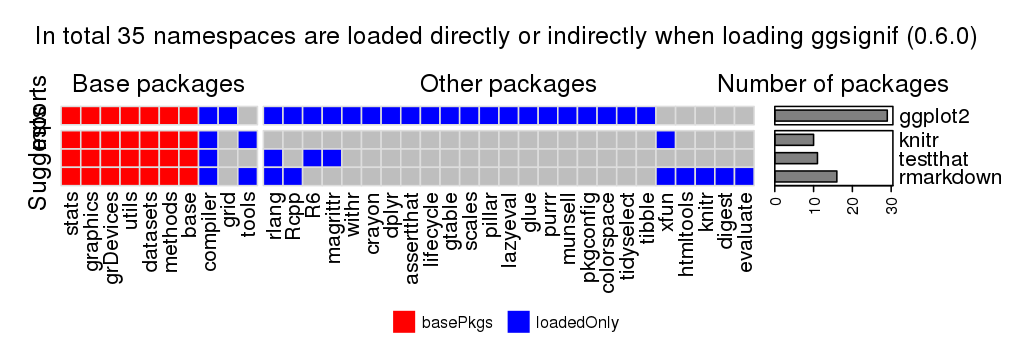 In total 35 namespaces are loaded directly or indirectly when loading ggsignif (0.6.0)
Base packages
Other packages
Number of packages
Suggests
ggplot2
knitr
testthat
rmarkdown
0
10
20
30
stats
graphics
grDevices
utils
datasets
methods
base
compiler
grid
tools
rlang
Rcpp
R6
magrittr
withr
crayon
dplyr
assertthat
lifecycle
gtable
scales
pillar
lazyeval
glue
purrr
munsell
pkgconfig
colorspace
tidyselect
tibble
xfun
htmltools
knitr
digest
evaluate
basePkgs
loadedOnly